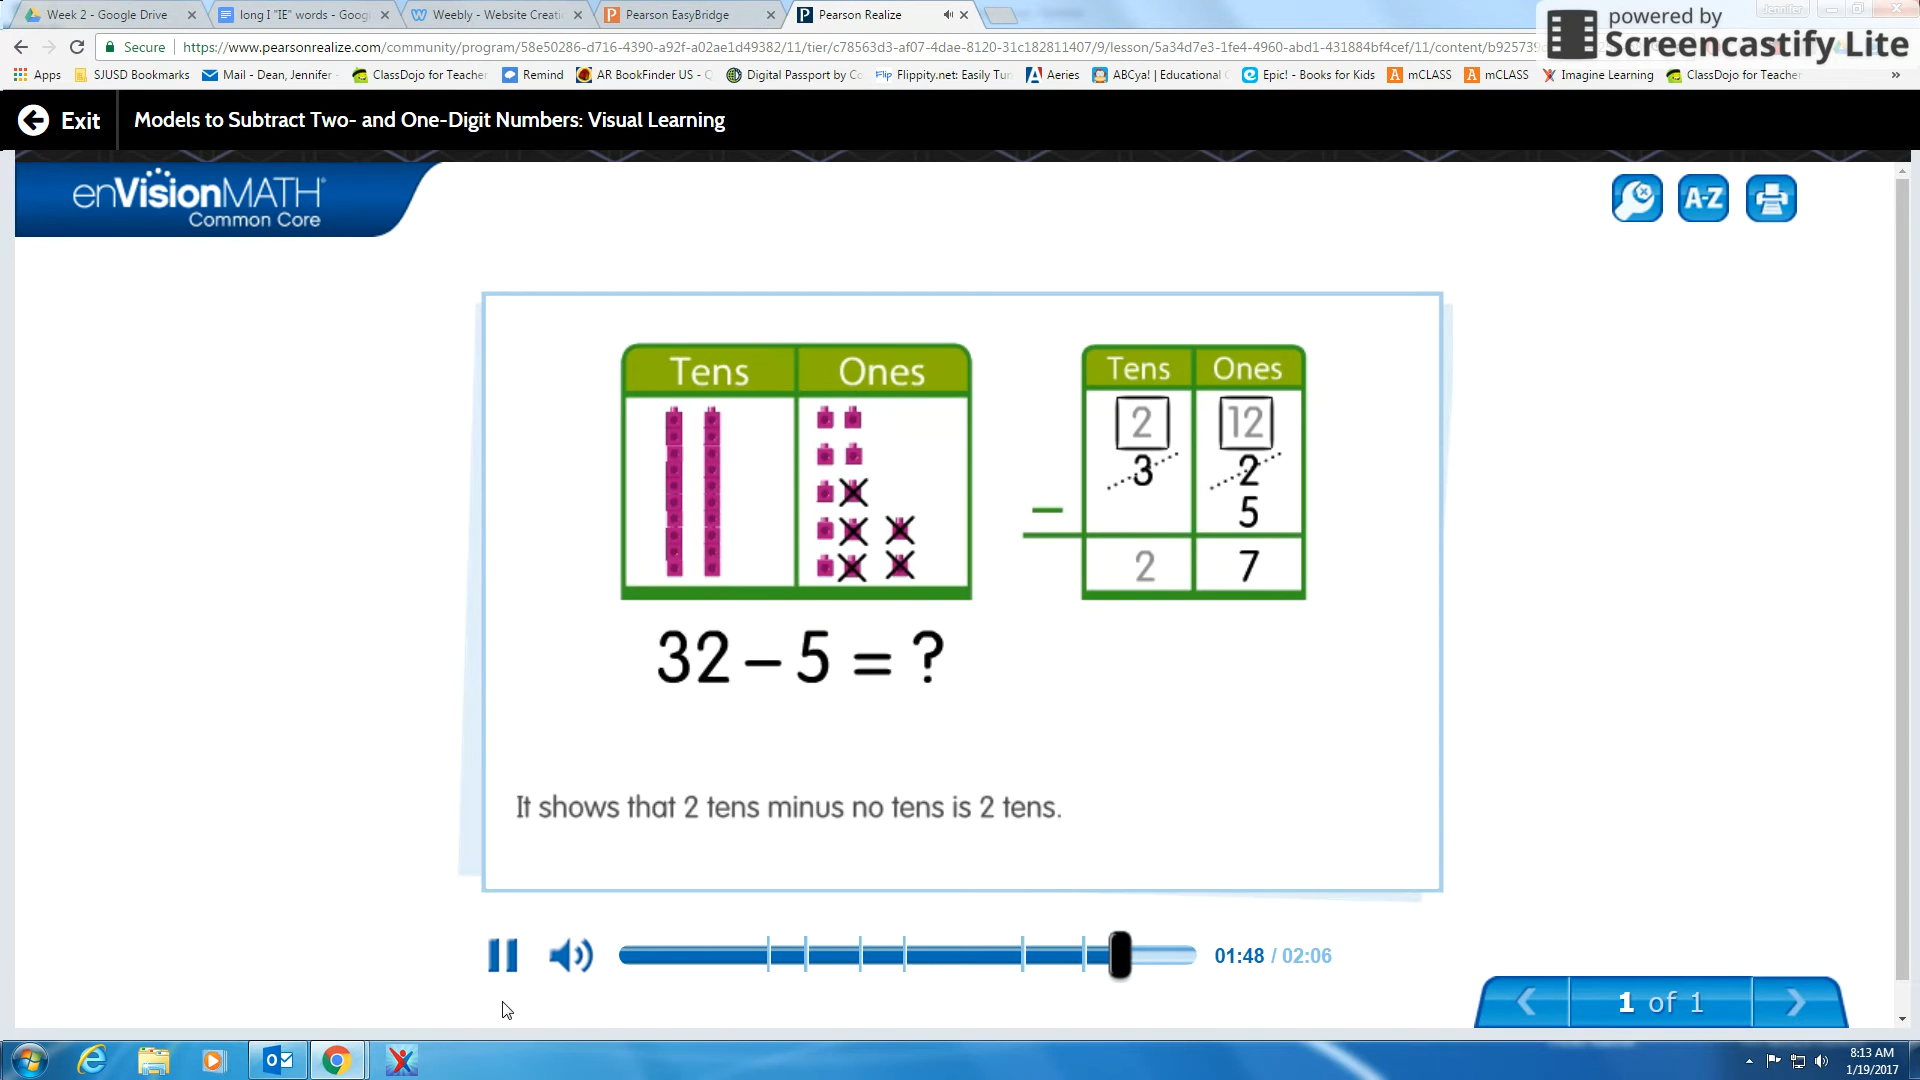 Week 2 - Google Drive
long I "IE" words - Goog
Weebly - Website Creati
Pearson EasyBridge
Pearson Realize
powered by
Screencastify Lite
Secure
https://www.pearsonrealize.com/community/program/58e50286-d716-4390-a92f-a02ae1d49382/11/tier/c78563d3-af07-4dae-8120-31c182811407/9/lesson/5a34d7e3-1fe4-4960-abd1-431884bf4cef/11/content/b925739
Apps
SJUSD Bookmarks
Mail - Dean, Jennifer -
ClassDojo for Teacher
Remind
AR BookFinder US - Q
Digital Passport by Co
Flippity.net: Easily Tur
Aeries
ABCya! | Educational
Epic! - Books for Kids
mCLASS
mCLASS
Imagine Learning
ClassDojo for Teacher
Exit
Models to Subtract Two- and One-Digit Numbers: Visual Learning
enVisionMATH
Common Core
A-Z
Tens Ones
Tens Ones
2 12
3 2
− 5
2 7
32 − 5 = ?
It shows that 2 tens minus no tens is 2 tens.
01:48 / 02:06
1 of 1
8:13 AM
1/19/2017